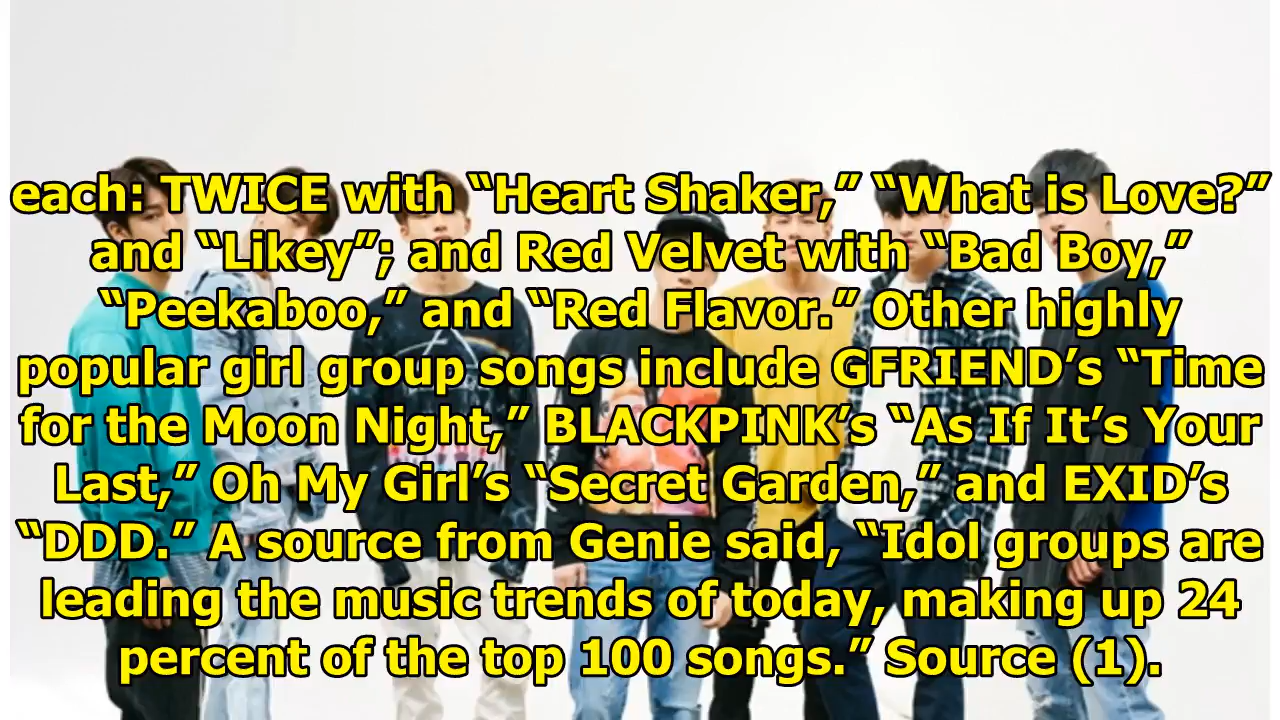 each: TWICE with “Heart Shaker,” “What is Love?”
and “Likey”; and Red Velvet with “Bad Boy,”
“Peekaboo,” and “Red Flavor.” Other highly
popular girl group songs include GFRIEND’s “Time
for the Moon Night,” BLACKPINK’s “As If It’s Your
Last,” Oh My Girl’s “Secret Garden,” and EXID’s
“DDD.” A source from Genie said, “Idol groups are
leading the music trends of today, making up 24
percent of the top 100 songs.” Source (1).